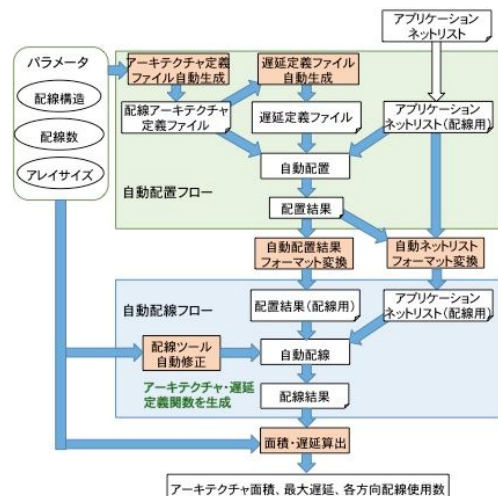 アプリケーション
ネットリスト
パラメータ
配線構造
配線数
アレイサイズ
アーキテクチャ定義
ファイル自動生成
遅延定義ファイル
自動生成
配線アーキテクチャ
定義ファイル
遅延定義ファイル
アプリケーション
ネットリスト(配線用)
自動配置
自動配置フロー
配置結果
自動配置結果
フォーマット変換
自動ネットリスト
フォーマット変換
自動配線フロー
配置結果(配線用)
アプリケーション
ネットリスト(配線用)
配線ツール
自動修正
自動配線
アーキテクチャ・遅延
定義関数を生成
配線結果
面積・遅延算出
アーキテクチャ面積、最大遅延、各方向配線使用数